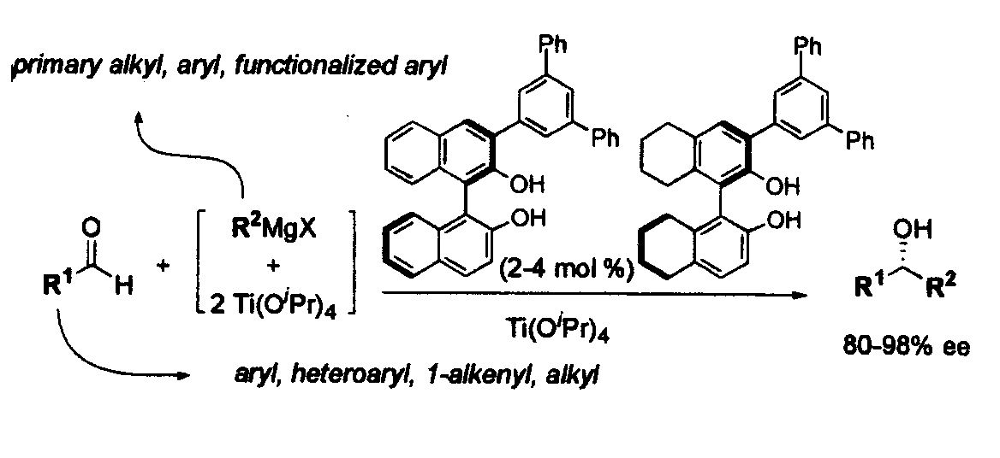 primary alkyl, aryl, functionalized aryl
Ph
Ph
OH
OH
Ph
Ph
OH
OH
O
R¹
H
+
R²MgX
+
2 Ti(OⁱPr)₄
(2-4 mol %)
Ti(OⁱPr)₄
OH
R¹
R²
80-98% ee
aryl, heteroaryl, 1-alkenyl, alkyl